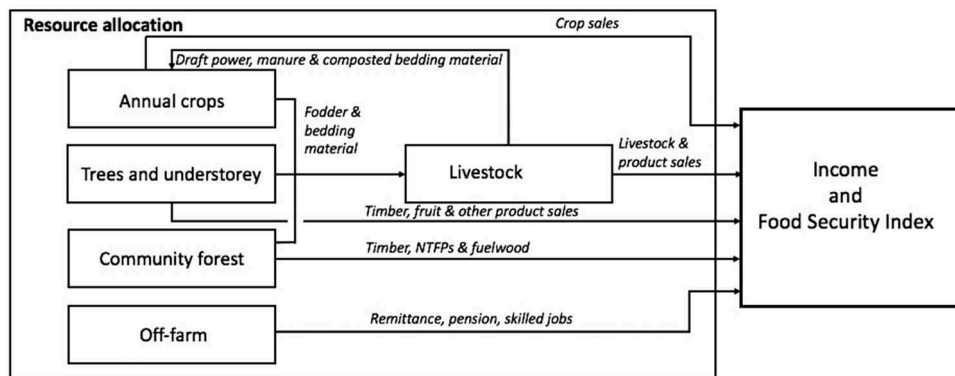 Resource allocation
Crop sales
Draft power, manure & composted bedding material
Annual crops
Fodder &
bedding
material
Livestock &
product sales
Trees and understorey
Livestock
Income
and
Food Security Index
Timber, fruit & other product sales
Community forest
Timber, NTFPs & fuelwood
Off-farm
Remittance, pension, skilled jobs